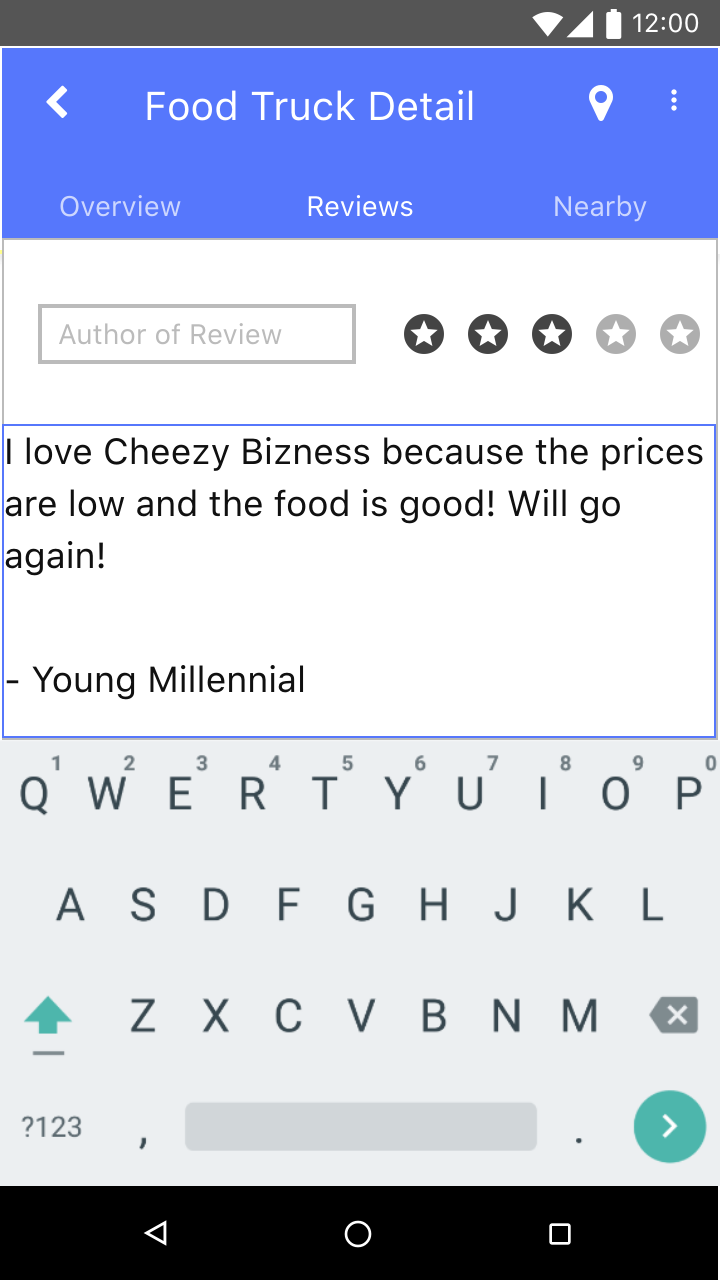 12:00
Food Truck Detail
Overview Reviews Nearby
Author of Review
I love Cheezy Bizness because the prices
are low and the food is good! Will go
again!
- Young Millennial
1 2 3 4 5 6 7 8 9 0
Q W E R T Y U I O P
A S D F G H J K L
Z X C V B N M
?123 , .